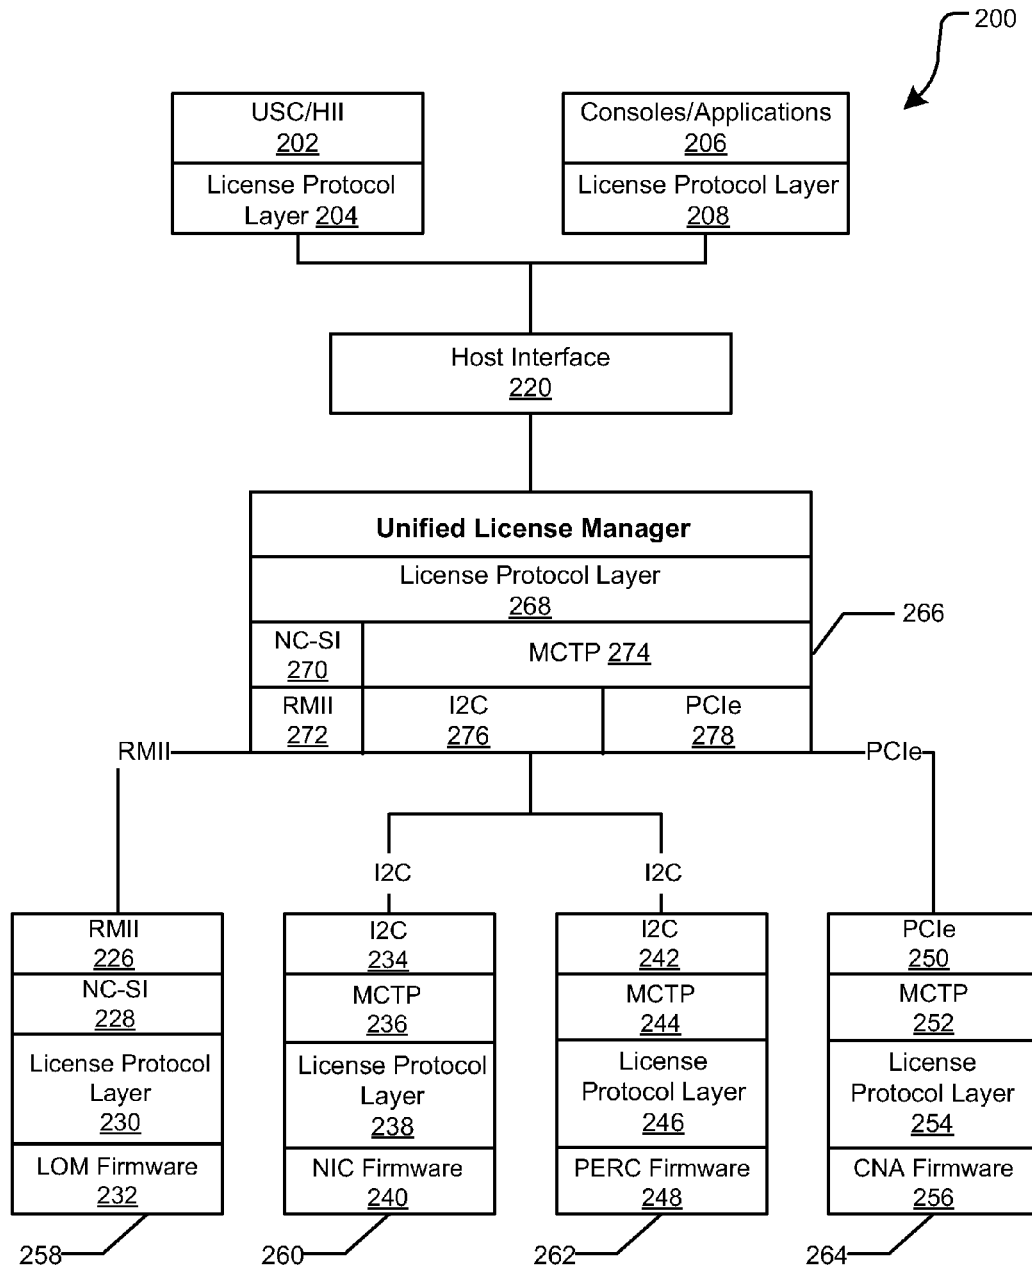 200
USC/HII
202
License Protocol
Layer 204
Consoles/Applications
206
License Protocol Layer
208
Host Interface
220
Unified License Manager
License Protocol Layer
268
266
NC-SI
270
MCTP 274
RMII
272
I2C
276
PCIe
278
RMII
PCIe
I2C
I2C
RMII
226
NC-SI
228
License Protocol
Layer
230
LOM Firmware
232
I2C
234
MCTP
236
License Protocol
Layer
238
NIC Firmware
240
I2C
242
MCTP
244
License
Protocol Layer
246
PERC Firmware
248
PCIe
250
MCTP
252
License
Protocol Layer
254
CNA Firmware
256
258
260
262
264